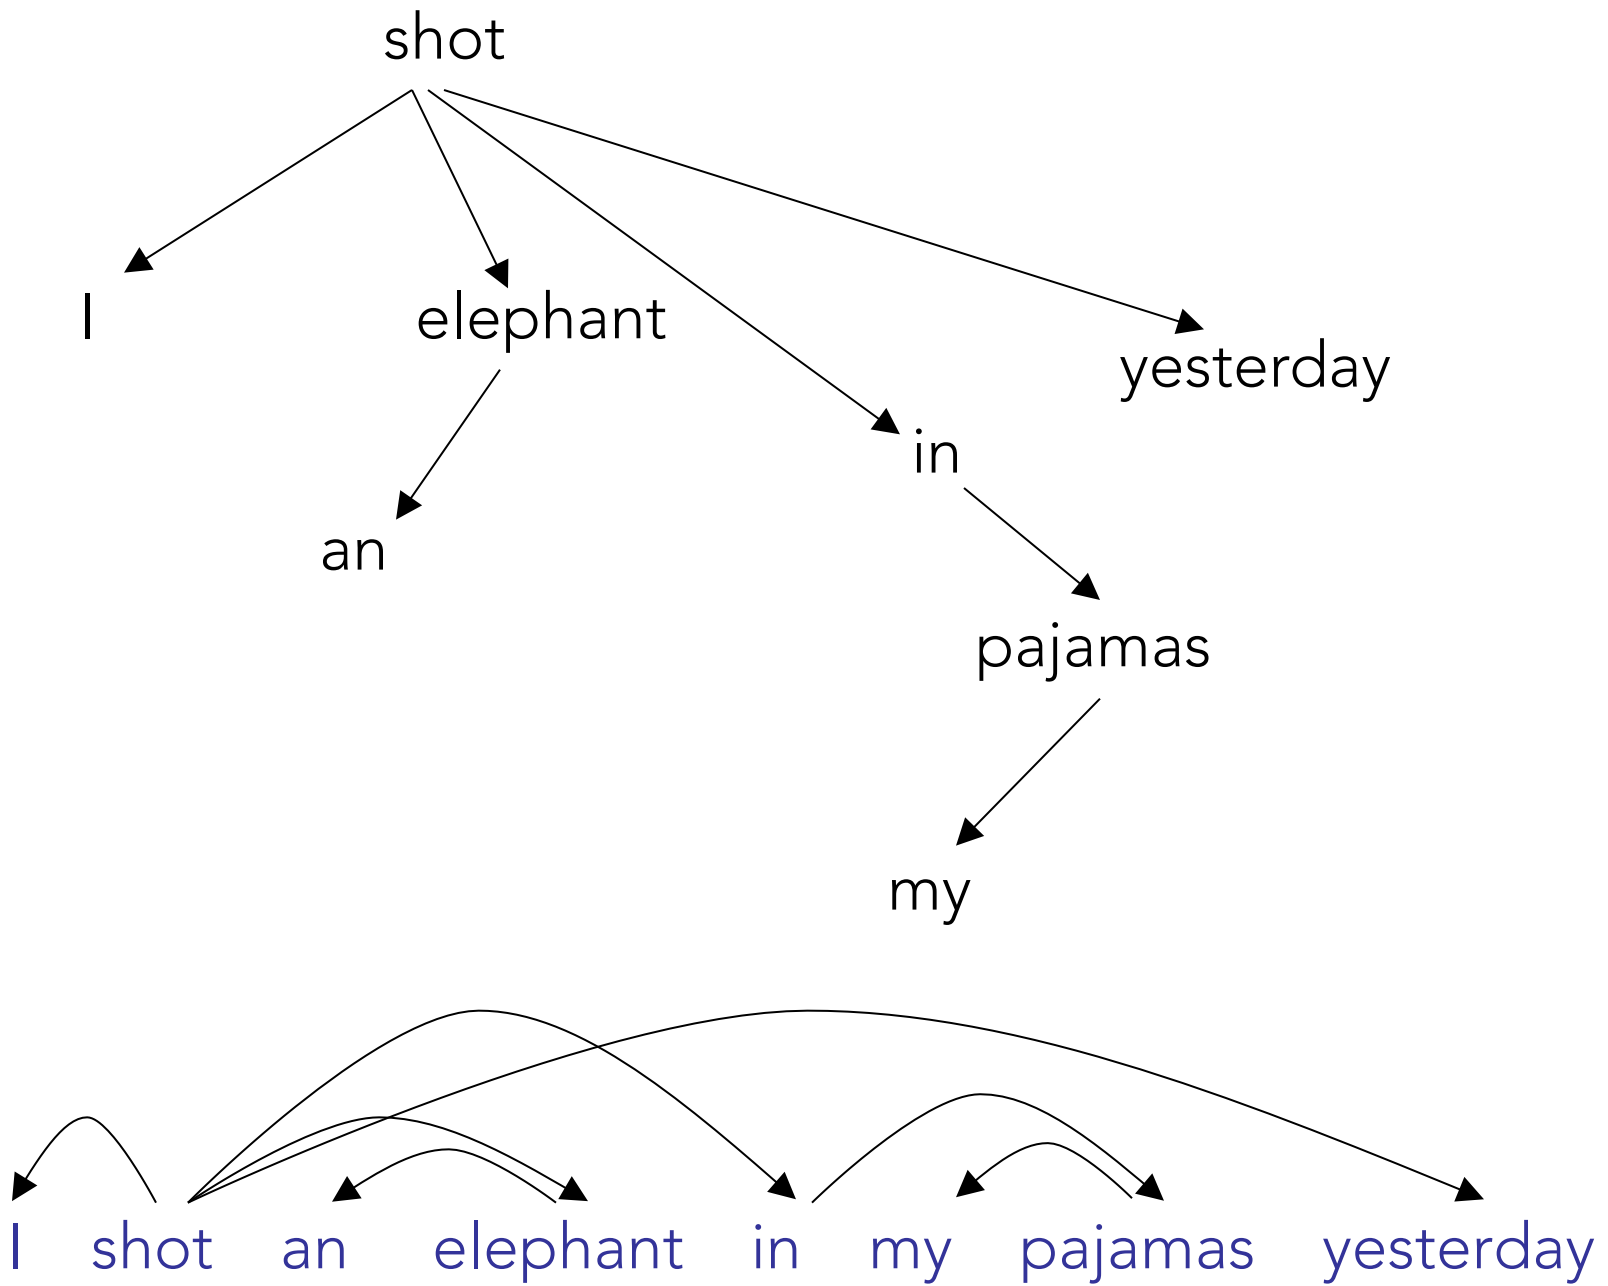 shot
I
elephant
yesterday
in
an
pajamas
my
I shot an elephant in my pajamas yesterday